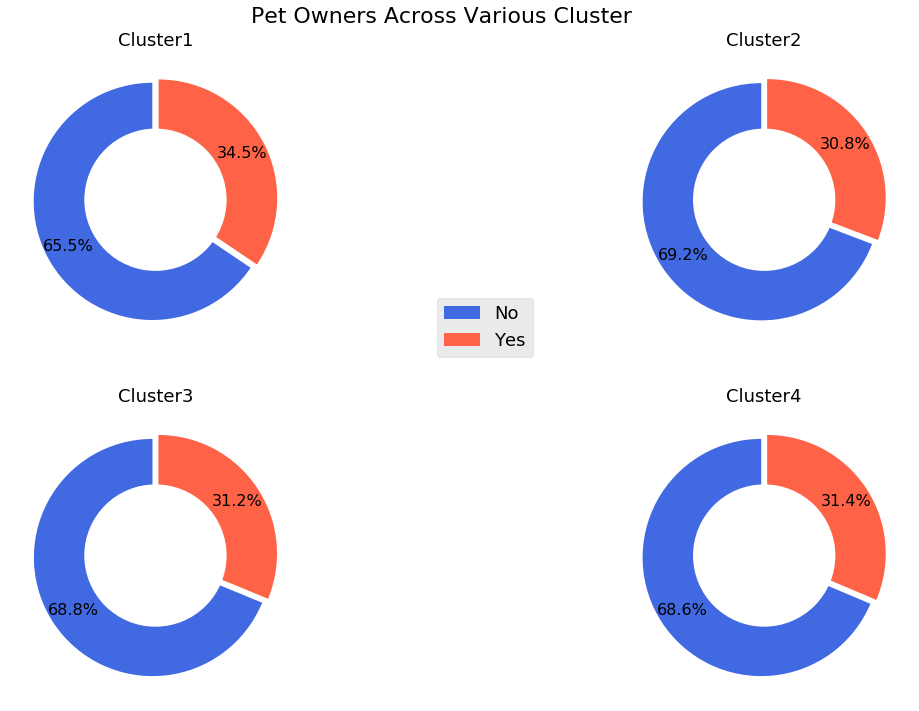 Pet Owners Across Various Cluster
Cluster1
34.5%
65.5%
Cluster2
30.8%
69.2%
No
Yes
Cluster3
31.2%
68.8%
Cluster4
31.4%
68.6%